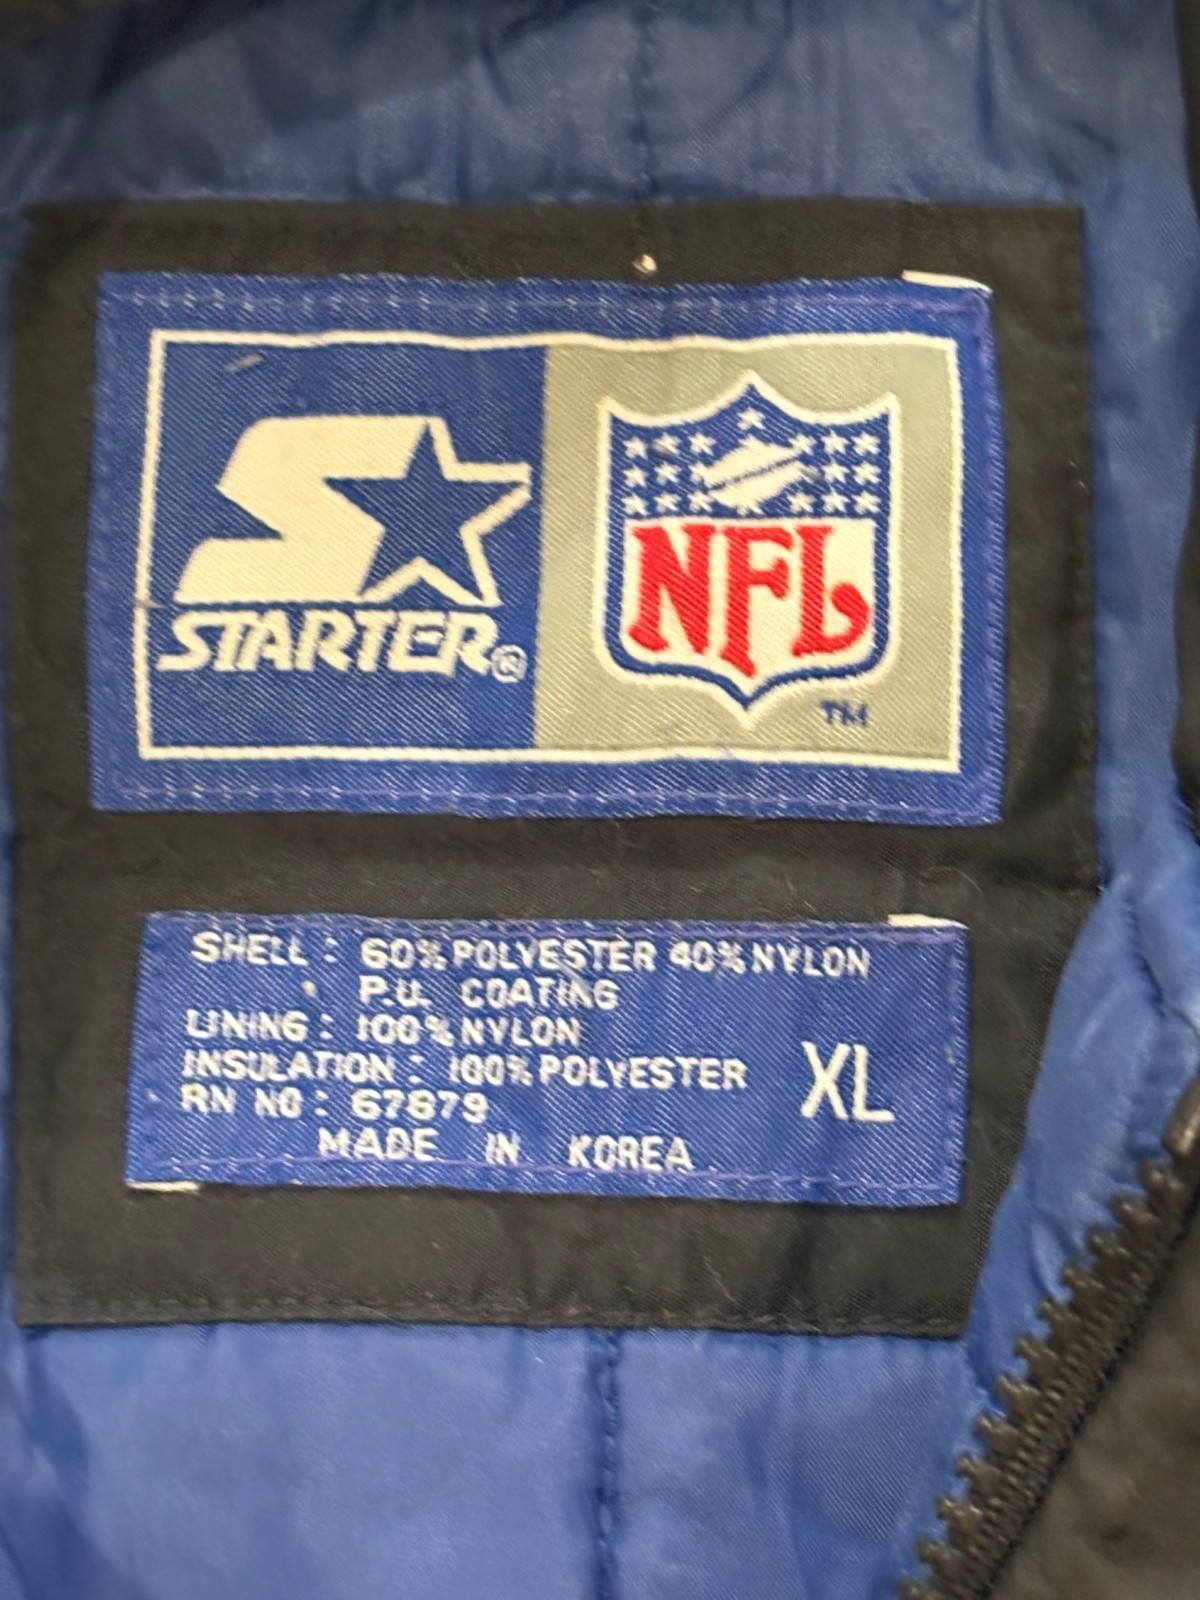 STARTER®
NFL
TM
SHELL : 60% POLYESTER 40% NYLON
P.U. COATING
LINING : 100% NYLON
INSULATION : 100% POLYESTER
RN NO : 67879
XL
MADE IN KOREA